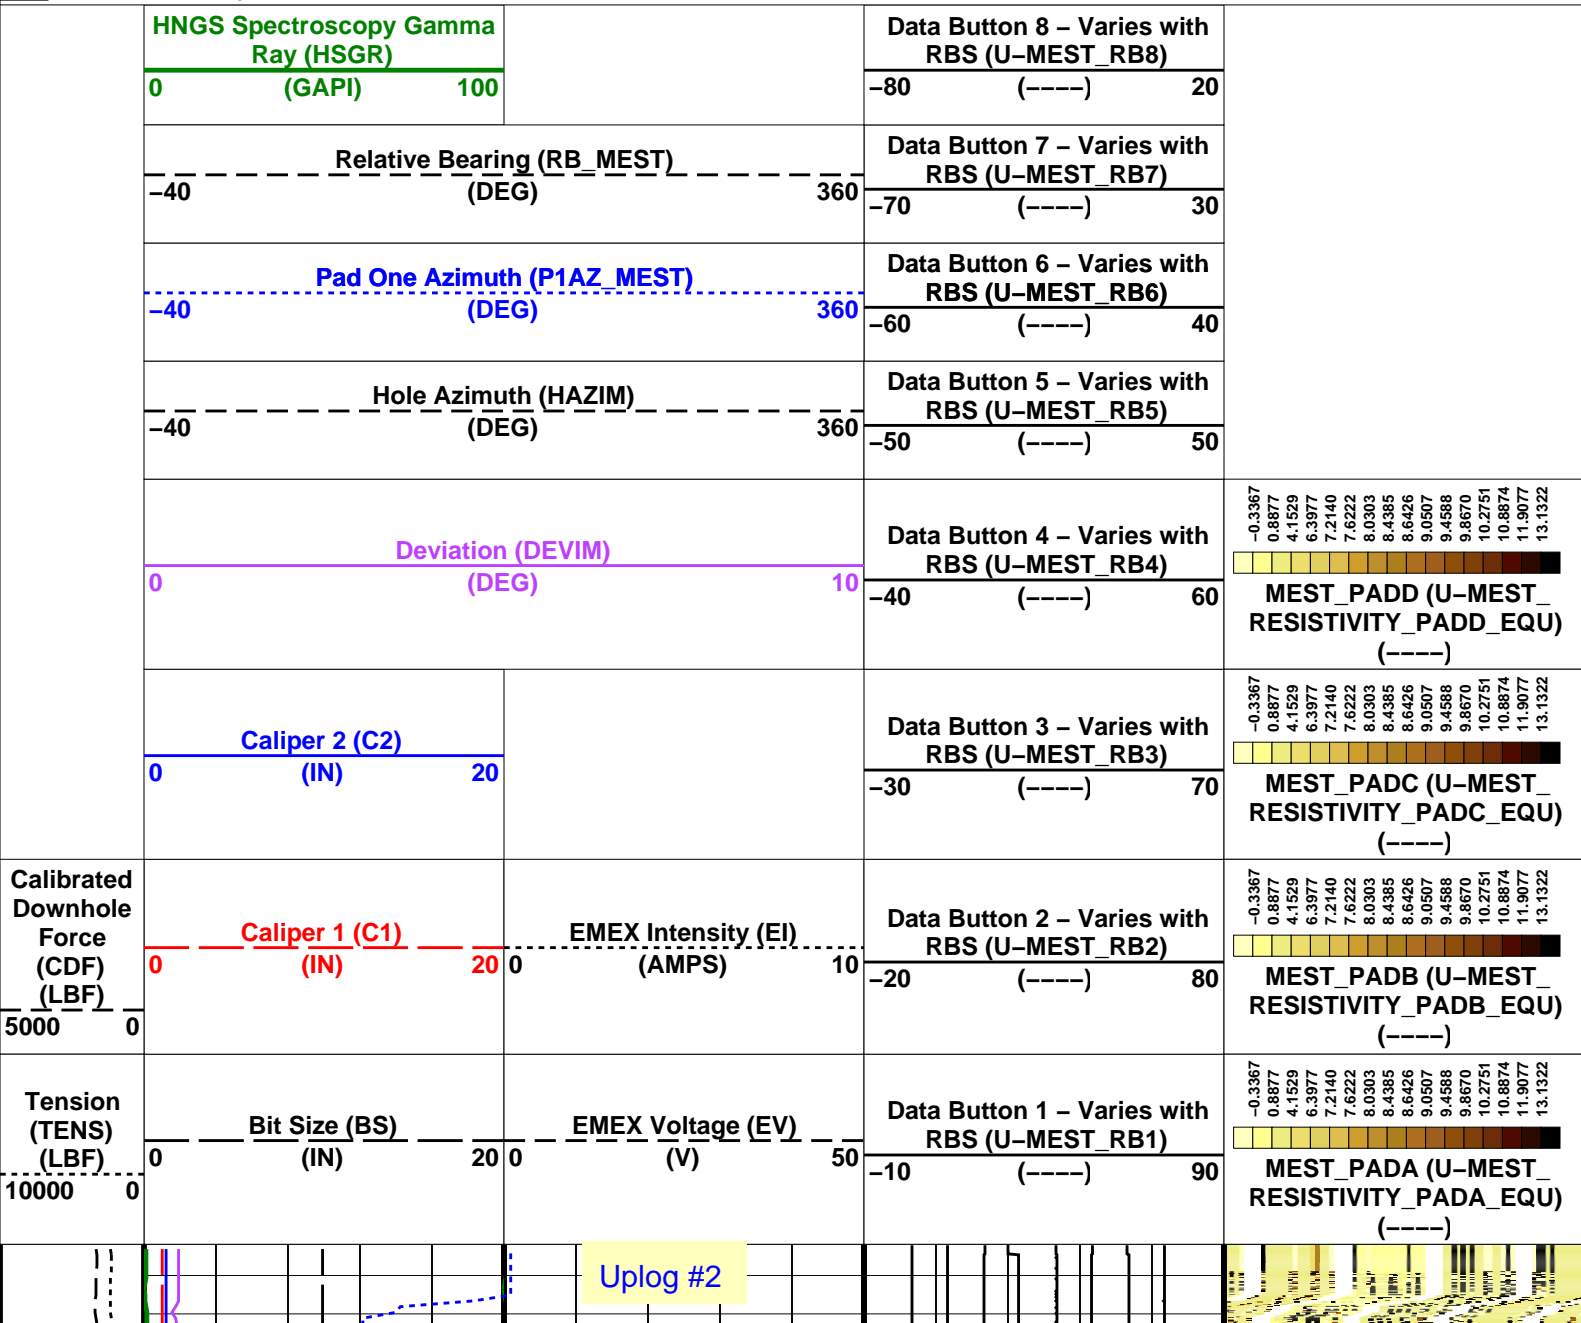 HNGS Spectroscopy Gamma
Ray (HSGR)
0 (GAPI) 100
Data Button 8 – Varies with
RBS (U–MEST_RB8)
–80 (----) 20
Relative Bearing (RB_MEST)
–40 (DEG) 360
Data Button 7 – Varies with
RBS (U–MEST_RB7)
–70 (----) 30
Pad One Azimuth (P1AZ_MEST)
–40 (DEG) 360
Data Button 6 – Varies with
RBS (U–MEST_RB6)
–60 (----) 40
Hole Azimuth (HAZIM)
–40 (DEG) 360
Data Button 5 – Varies with
RBS (U–MEST_RB5)
–50 (----) 50
Deviation (DEVIM)
0 (DEG) 10
Data Button 4 – Varies with
RBS (U–MEST_RB4)
–40 (----) 60
–0.3367 0.8877 4.1529 6.3977 7.2140 7.6222 8.0303 8.4385 8.6426 9.0507 9.4588 9.8670 10.2751 10.8874 11.9077 13.1322
MEST_PADD (U–MEST_
RESISTIVITY_PADD_EQU)
(----)
Caliper 2 (C2)
0 (IN) 20
Data Button 3 – Varies with
RBS (U–MEST_RB3)
–30 (----) 70
–0.3367 0.8877 4.1529 6.3977 7.2140 7.6222 8.0303 8.4385 8.6426 9.0507 9.4588 9.8670 10.2751 10.8874 11.9077 13.1322
MEST_PADC (U–MEST_
RESISTIVITY_PADC_EQU)
(----)
Calibrated
Downhole
Force
(CDF)
(LBF)
5000 0
Caliper 1 (C1)
0 (IN) 20
EMEX Intensity (EI)
0 (AMPS) 10
Data Button 2 – Varies with
RBS (U–MEST_RB2)
–20 (----) 80
–0.3367 0.8877 4.1529 6.3977 7.2140 7.6222 8.0303 8.4385 8.6426 9.0507 9.4588 9.8670 10.2751 10.8874 11.9077 13.1322
MEST_PADB (U–MEST_
RESISTIVITY_PADB_EQU)
(----)
Tension
(TENS)
(LBF)
10000 0
Bit Size (BS)
0 (IN) 20
EMEX Voltage (EV)
0 (V) 50
Data Button 1 – Varies with
RBS (U–MEST_RB1)
–10 (----) 90
–0.3367 0.8877 4.1529 6.3977 7.2140 7.6222 8.0303 8.4385 8.6426 9.0507 9.4588 9.8670 10.2751 10.8874 11.9077 13.1322
MEST_PADA (U–MEST_
RESISTIVITY_PADA_EQU)
(----)
Uplog #2